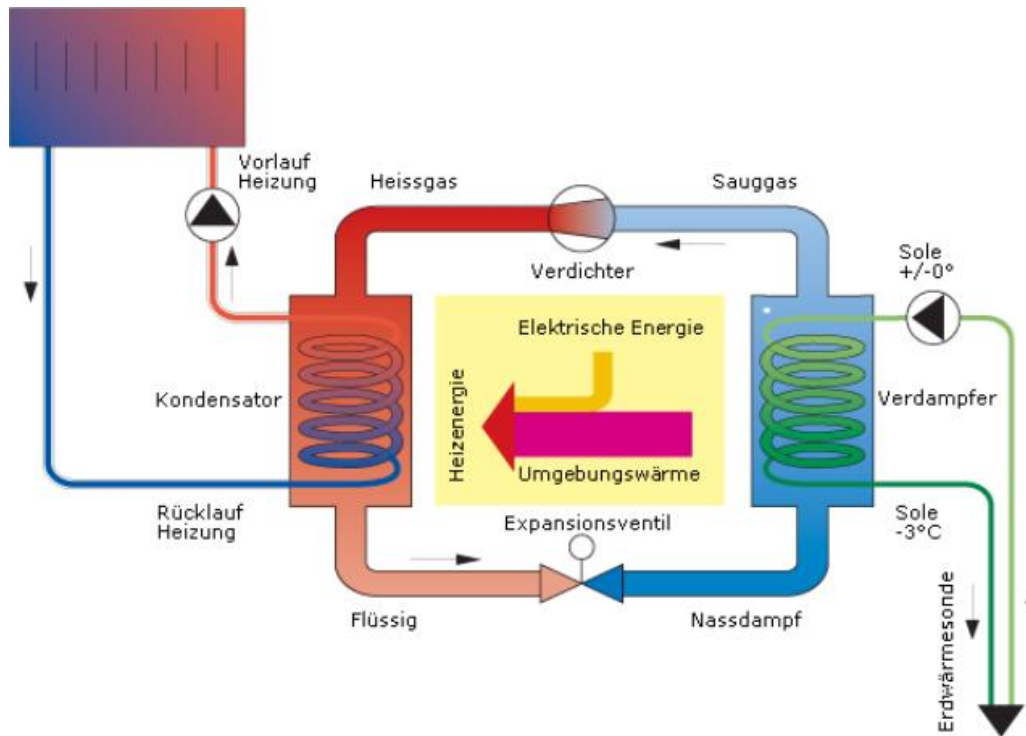 Vorlauf
Heizung
Heissgas
Sauggas
Verdichter
Sole
+/-0°
Elektrische Energie
Heizenergie
Umgebungswärme
Kondensator
Verdampfer
Rücklauf
Heizung
Expansionsventil
Sole
-3°C
Flüssig
Nassdampf
Erdwärmesonde